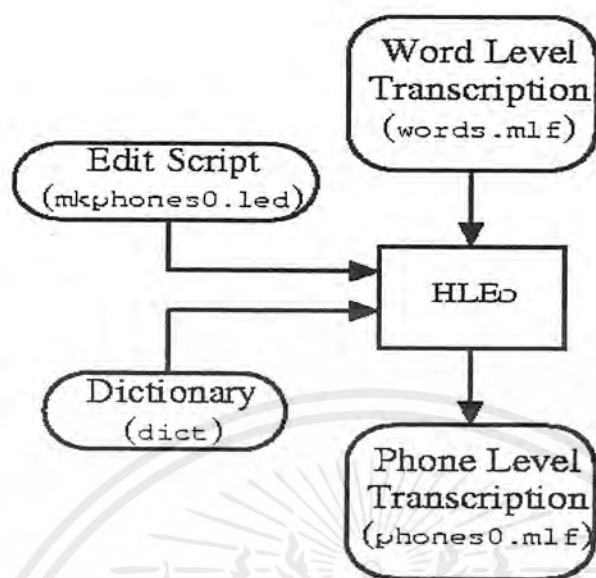 Word Level
Transcription
(words.mlf)
Edit Script
(mkphones0.led)
HLED
Dictionary
(dict)
Phone Level
Transcription
(phones0.mlf)